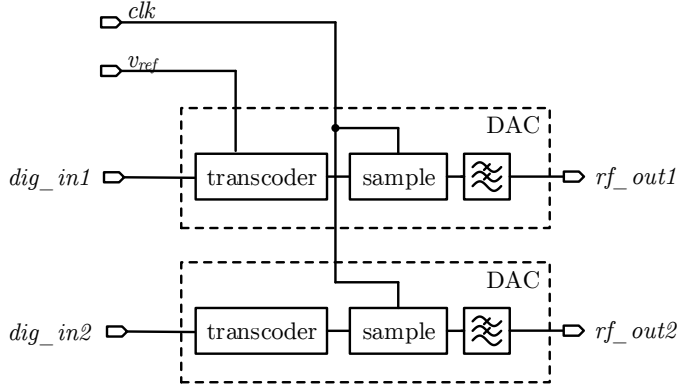 clk
v_ref
DAC
dig_in1 transcoder sample rf_out1
DAC
dig_in2 transcoder sample rf_out2